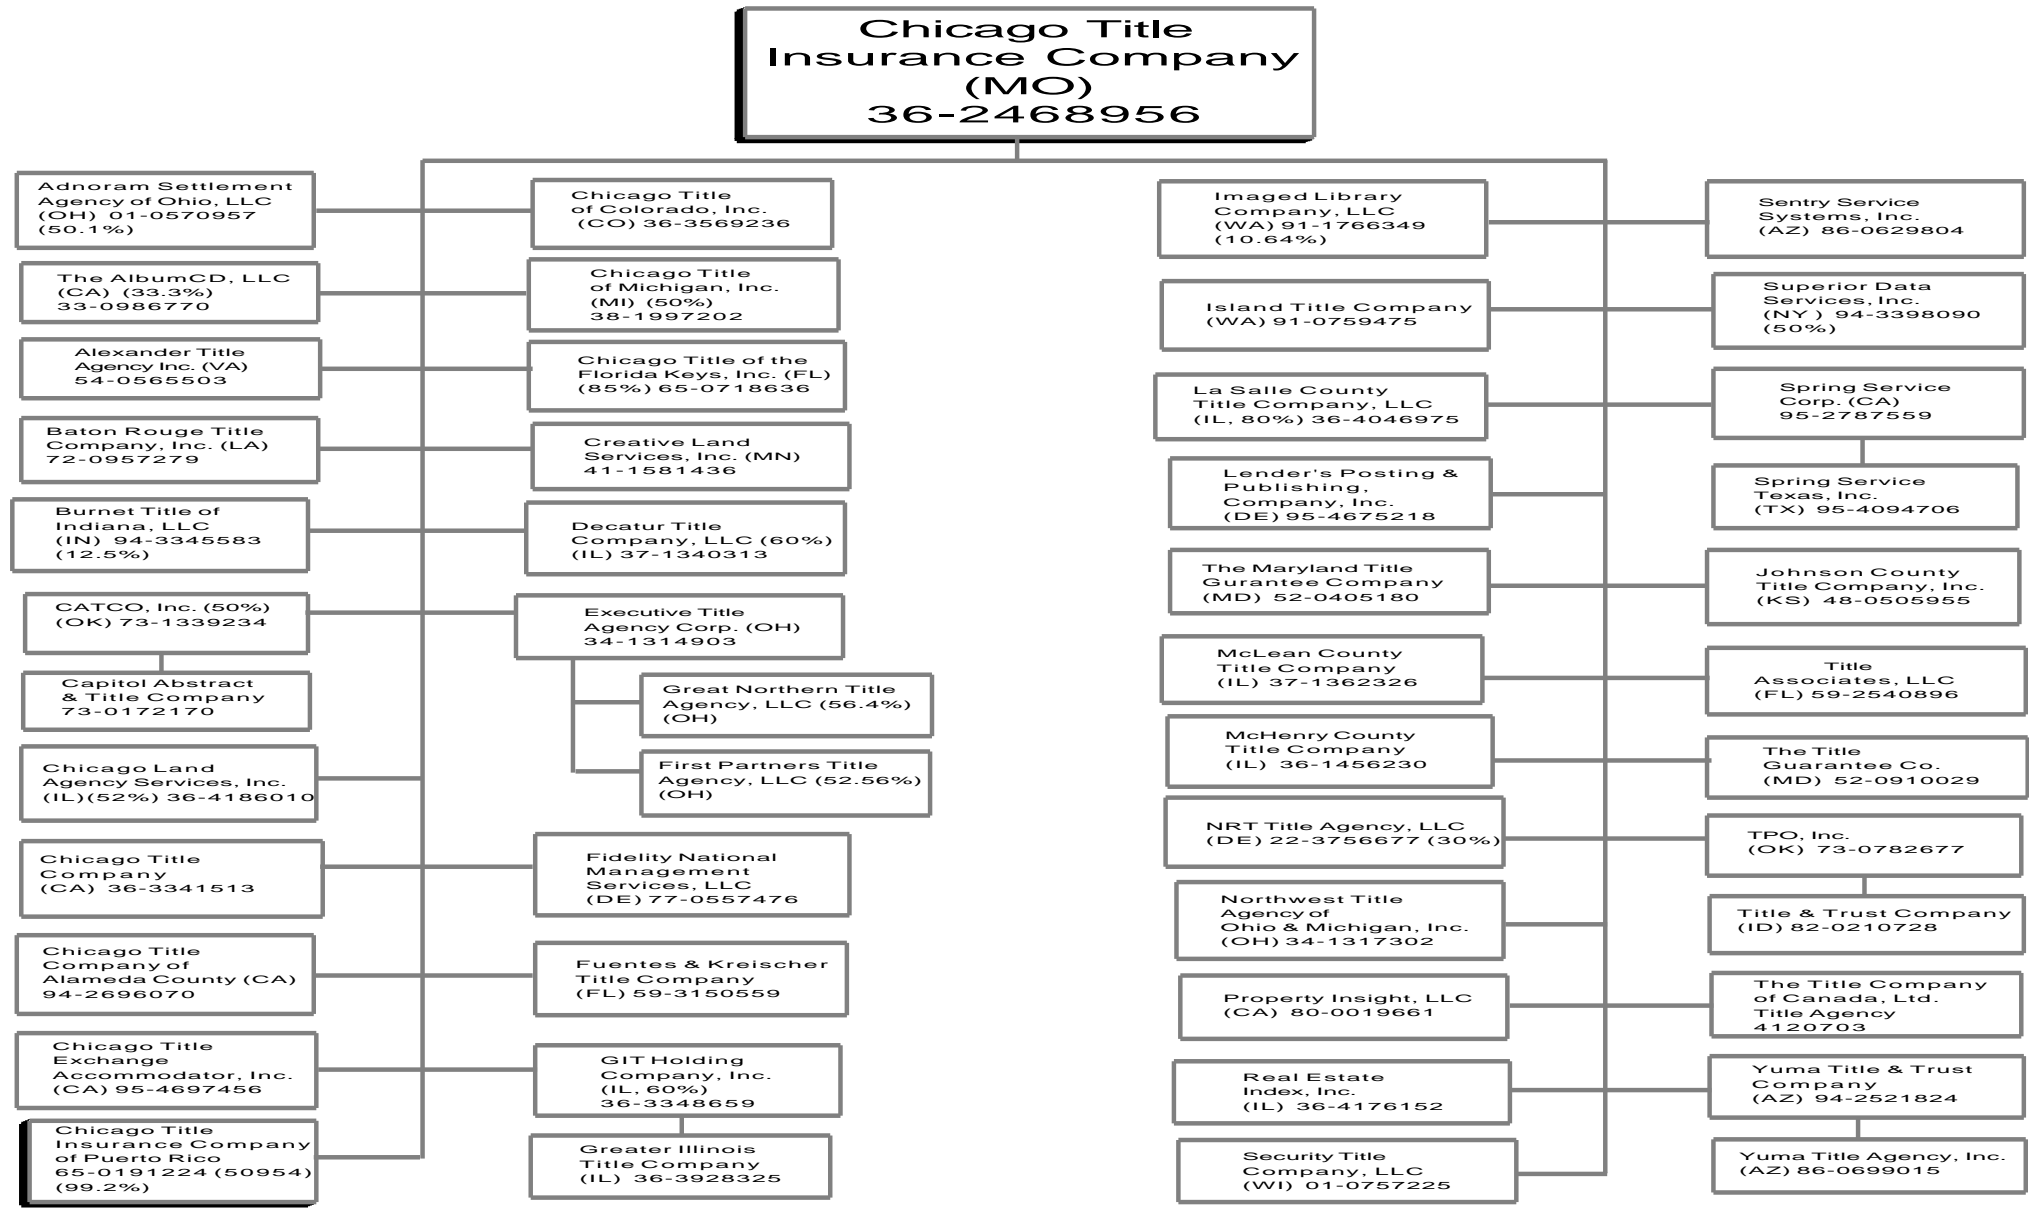 Chicago Title
Insurance Company
(MO)
36-2468956
Adnoram Settlement
Agency of Ohio, LLC
(OH) 01-0570957
(50.1%)
The AlbumCD, LLC
(CA) (33.3%)
33-0986770
Alexander Title
Agency Inc. (VA)
54-0565503
Baton Rouge Title
Company, Inc. (LA)
72-0957279
Burnet Title of
Indiana, LLC
(IN) 94-3345583
(12.5%)
CATCO, Inc. (50%)
(OK) 73-1339234
Capitol Abstract
& Title Company
73-0172170
Chicago Land
Agency Services, Inc.
(IL)(52%) 36-4186010
Chicago Title
Company
(CA) 36-3341513
Chicago Title
Company of
Alameda County (CA)
94-2696070
Chicago Title
Exchange
Accommodator, Inc.
(CA) 95-4697456
Chicago Title
Insurance Company
of Puerto Rico
65-0191224 (50954)
(99.2%)
Chicago Title
of Colorado, Inc.
(CO) 36-3569236
Chicago Title
of Michigan, Inc.
(MI) (50%)
38-1997202
Chicago Title of the
Florida Keys, Inc. (FL)
(85%) 65-0718636
Creative Land
Services, Inc. (MN)
41-1581436
Decatur Title
Company, LLC (60%)
(IL) 37-1340313
Executive Title
Agency Corp. (OH)
34-1314903
Great Northern Title
Agency, LLC (56.4%)
(OH)
First Partners Title
Agency, LLC (52.56%)
(OH)
Fidelity National
Management
Services, LLC
(DE) 77-0557476
Fuentes & Kreischer
Title Company
(FL) 59-3150559
GIT Holding
Company, Inc.
(IL, 60%)
36-3348659
Greater Illinois
Title Company
(IL) 36-3928325
Imaged Library
Company, LLC
(WA) 91-1766349
(10.64%)
Island Title Company
(WA) 91-0759475
La Salle County
Title Company, LLC
(IL, 80%) 36-4046975
Lender's Posting &
Publishing,
Company, Inc.
(DE) 95-4675218
The Maryland Title
Gurantee Company
(MD) 52-0405180
McLean County
Title Company
(IL) 37-1362326
McHenry County
Title Company
(IL) 36-1456230
NRT Title Agency, LLC
(DE) 22-3756677 (30%)
Northwest Title
Agency of
Ohio & Michigan, Inc.
(OH) 34-1317302
Property Insight, LLC
(CA) 80-0019661
Real Estate
Index, Inc.
(IL) 36-4176152
Security Title
Company, LLC
(WI) 01-0757225
Sentry Service
Systems, Inc.
(AZ) 86-0629804
Superior Data
Services, Inc.
(NY ) 94-3398090
(50%)
Spring Service
Corp. (CA)
95-2787559
Spring Service
Texas, Inc.
(TX) 95-4094706
Johnson County
Title Company, Inc.
(KS) 48-0505955
Title
Associates, LLC
(FL) 59-2540896
The Title
Guarantee Co.
(MD) 52-0910029
TPO, Inc.
(OK) 73-0782677
Title & Trust Company
(ID) 82-0210728
The Title Company
of Canada, Ltd.
Title Agency
4120703
Yuma Title & Trust
Company
(AZ) 94-2521824
Yuma Title Agency, Inc.
(AZ) 86-0699015